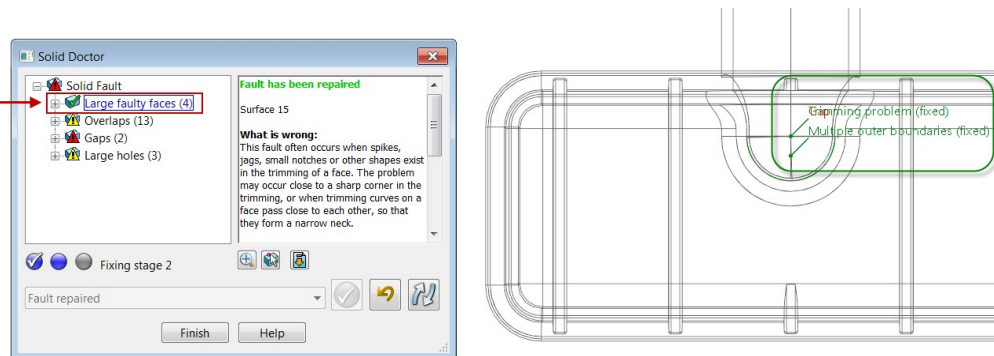 Solid Doctor
Solid Fault
Large faulty faces (4)
Overlaps (13)
Gaps (2)
Large holes (3)
Fault has been repaired
Surface 15
What is wrong:
This fault often occurs when spikes,
jags, small notches or other shapes exist
in the trimming of a face. The problem
may occur close to a sharp corner in the
trimming, or when trimming curves on a
face pass close to each other, so that
they form a narrow neck.
Fixing stage 2
Fault repaired
Finish
Help
Trimming problem (fixed)
Multiple outer boundaries (fixed)